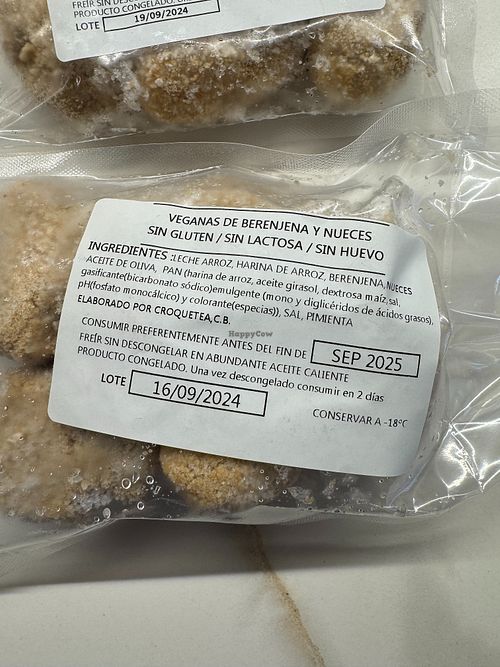 FREÍR SIN DESCONGELAR
PRODUCTO CONGELADO. Una
LOTE 19/09/2024
VEGANAS DE BERENJENA Y NUECES
SIN GLUTEN / SIN LACTOSA / SIN HUEVO
INGREDIENTES :LECHE ARROZ, HARINA DE ARROZ, BERENJENA, NUECES
ACEITE DE OLIVA, PAN (harina de arroz, aceite girasol, dextrosa maíz, sal,
gasificante(bicarbonato sódico)emulgente (mono y diglicéridos de ácidos grasos),
pH(fosfato monocálcico) y colorante(especias)), SAL, PIMIENTA
ELABORADO POR CROQUETEA, C.B.
HappyCow
CONSUMIR PREFERENTEMENTE ANTES DEL FIN DE SEP 2025
FREÍR SIN DESCONGELAR EN ABUNDANTE ACEITE CALIENTE
PRODUCTO CONGELADO. Una vez descongelado consumir en 2 días
LOTE 16/09/2024
CONSERVAR A -18ºC